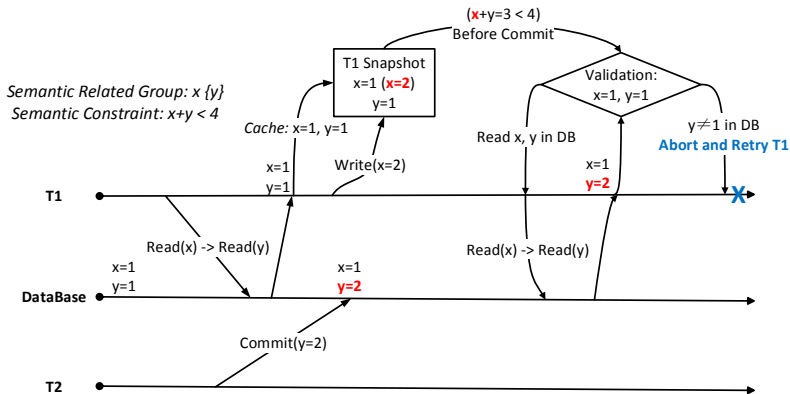 (x+y=3 < 4)
Before Commit
T1 Snapshot
x=1 (x=2)
y=1
Validation:
x=1, y=1
Semantic Related Group: x {y}
Semantic Constraint: x+y < 4
Cache: x=1, y=1
Read x, y in DB
y≠1 in DB
Abort and Retry T1
Write(x=2)
x=1
y=1
x=1
y=2
T1
X
Read(x) -> Read(y)
Read(x) -> Read(y)
x=1
y=1
x=1
y=2
DataBase
Commit(y=2)
T2